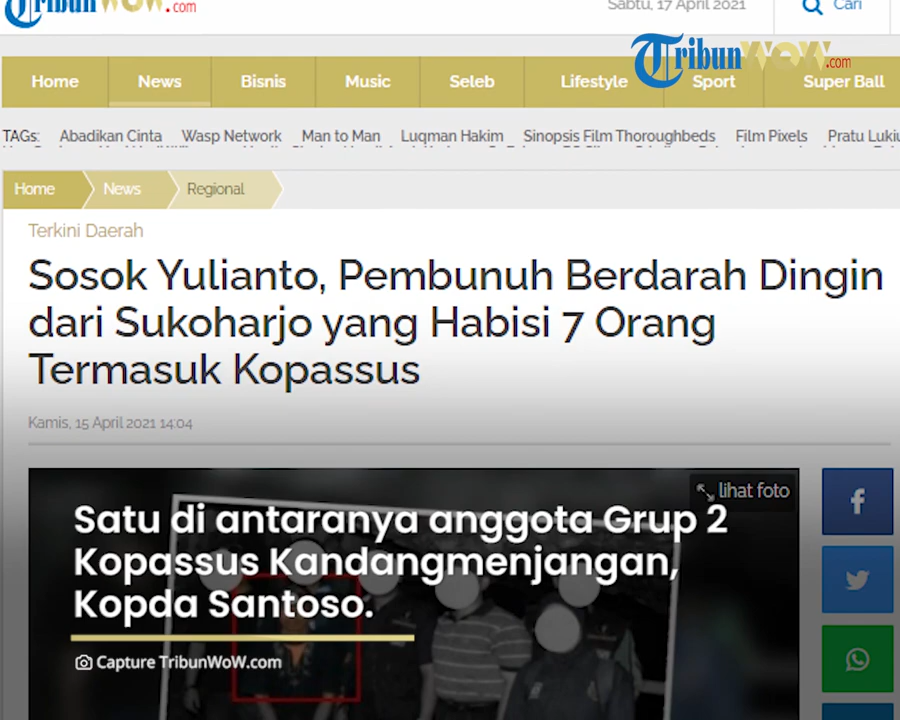 TribunWOW.com
Sabtu, 17 April 2021
Cari
TribunWOW.com
Home News Bisnis Music Seleb Lifestyle Sport Super Ball
TAGs: Abadikan Cinta Wasp Network Man to Man Luqman Hakim Sinopsis Film Thoroughbeds Film Pixels Pratu Lukiu
Home News Regional
Terkini Daerah
Sosok Yulianto, Pembunuh Berdarah Dingin
dari Sukoharjo yang Habisi 7 Orang
Termasuk Kopassus
Kamis, 15 April 2021 14:04
lihat foto
Satu di antaranya anggota Grup 2
Kopassus Kandangmenjangan,
Kopda Santoso.
Capture TribunWoW.com